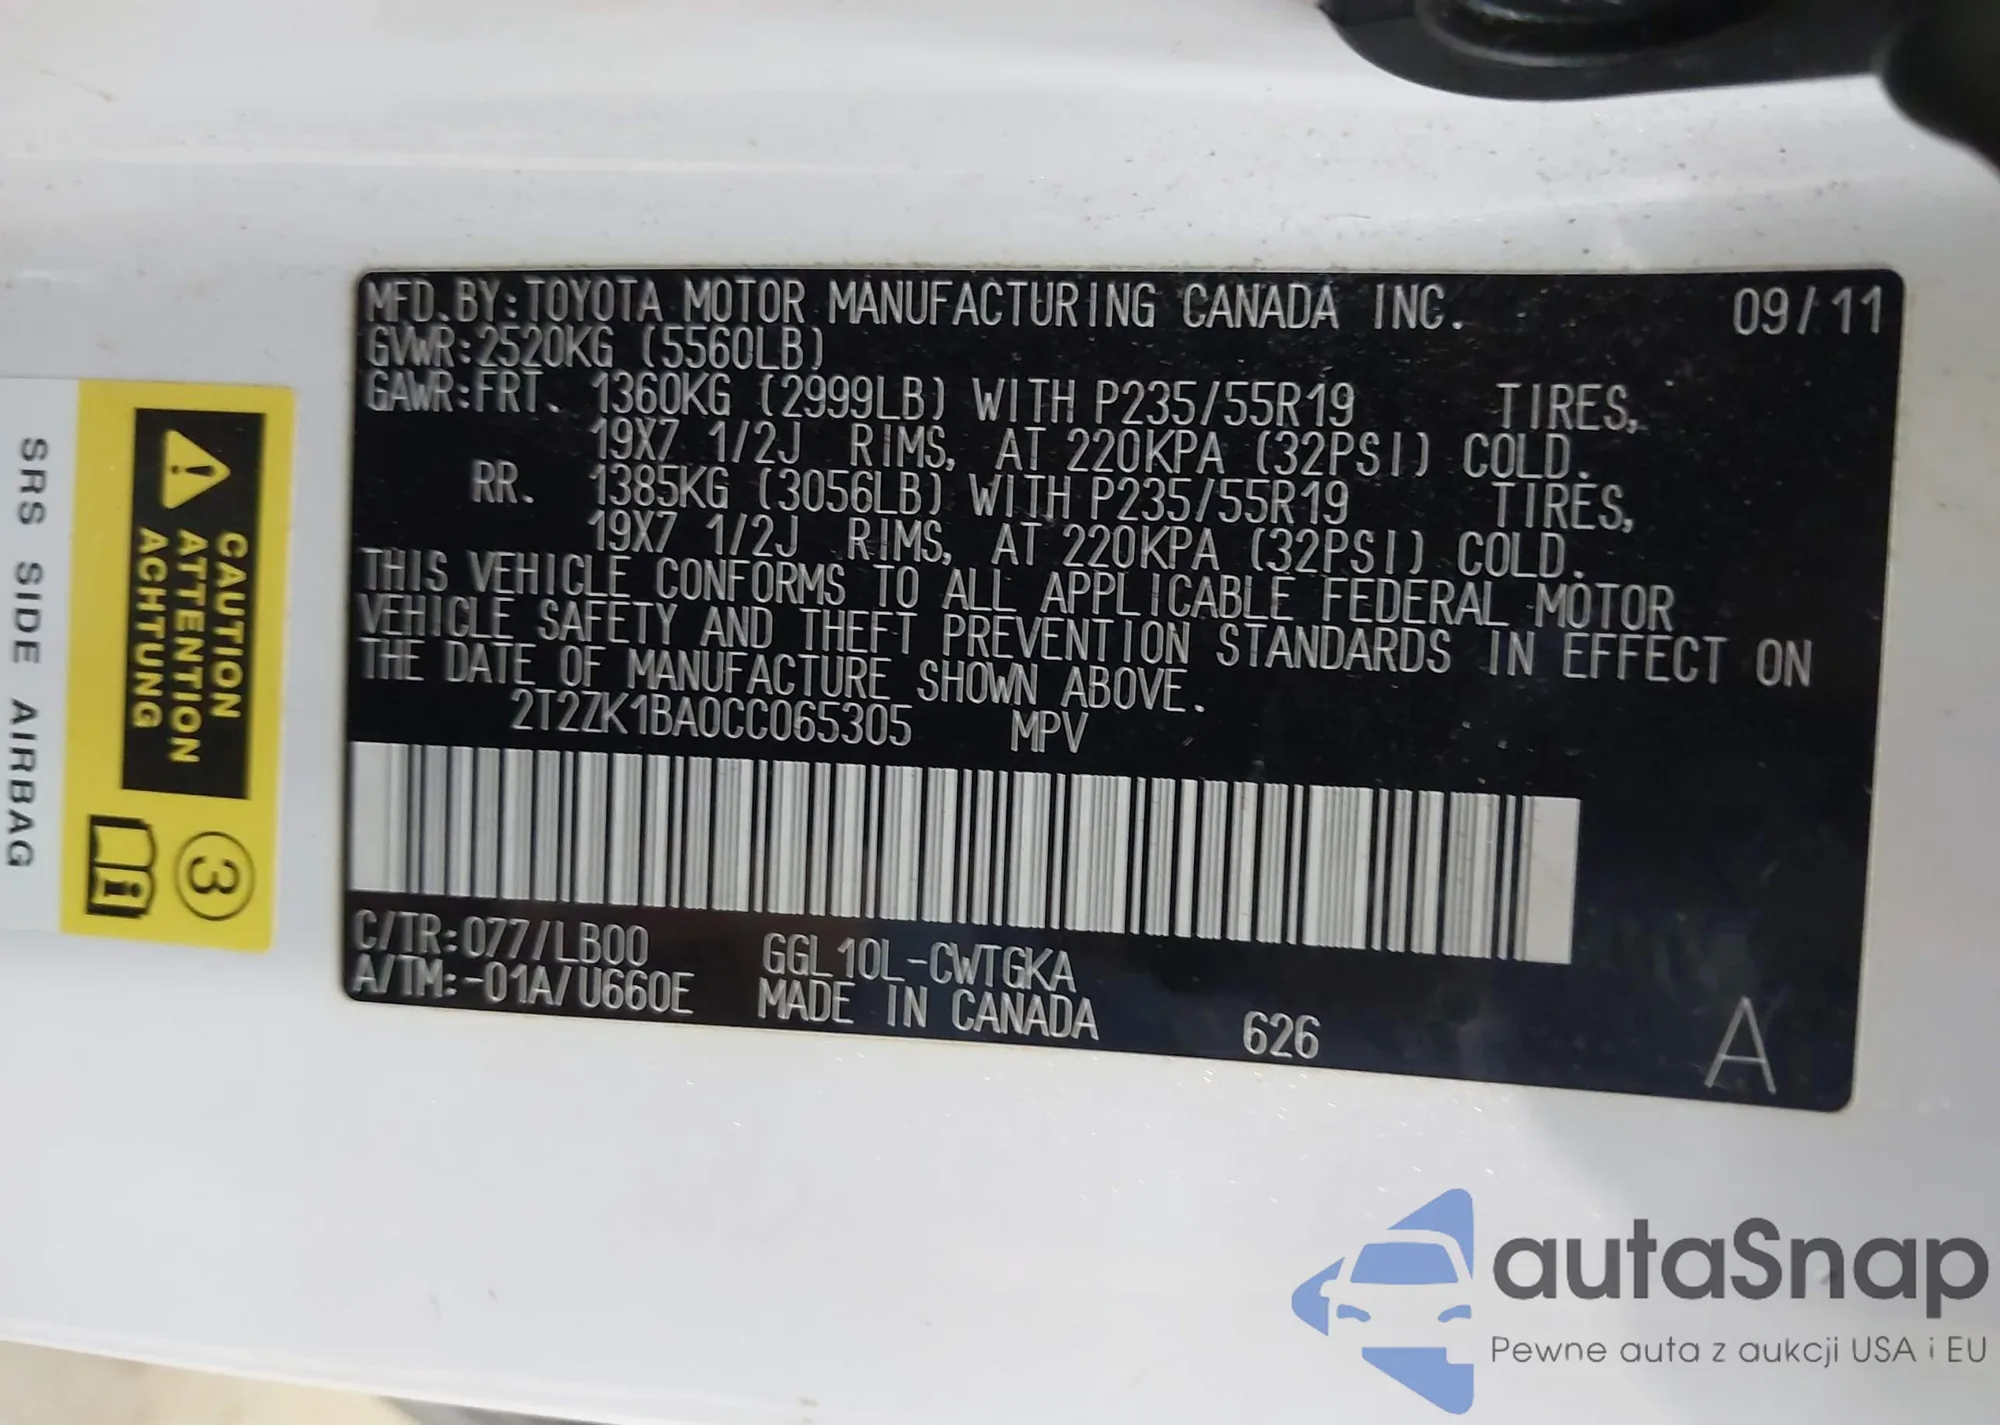 MFD.BY:TOYOTA MOTOR MANUFACTURING CANADA INC. 09/11
GVWR:2520KG (5560LB)
GAWR:FRT. 1360KG (2999LB) WITH P235/55R19 TIRES,
19X7 1/2J RIMS, AT 220KPA (32PSI) COLD.
RR. 1385KG (3056LB) WITH P235/55R19 TIRES,
19X7 1/2J RIMS, AT 220KPA (32PSI) COLD.
THIS VEHICLE CONFORMS TO ALL APPLICABLE FEDERAL MOTOR
VEHICLE SAFETY AND THEFT PREVENTION STANDARDS IN EFFECT ON
THE DATE OF MANUFACTURE SHOWN ABOVE.
2T2ZK1BA0CC065305 MPV
C/TR:077/LB00 GGL10L-CWTGKA
A/TM:-01A/U660E MADE IN CANADA 626 A
CAUTION
ATTENTION
ACHTUNG
3
SRS SIDE AIRBAG
autaSnap
Pewne auta z aukcji USA i EU